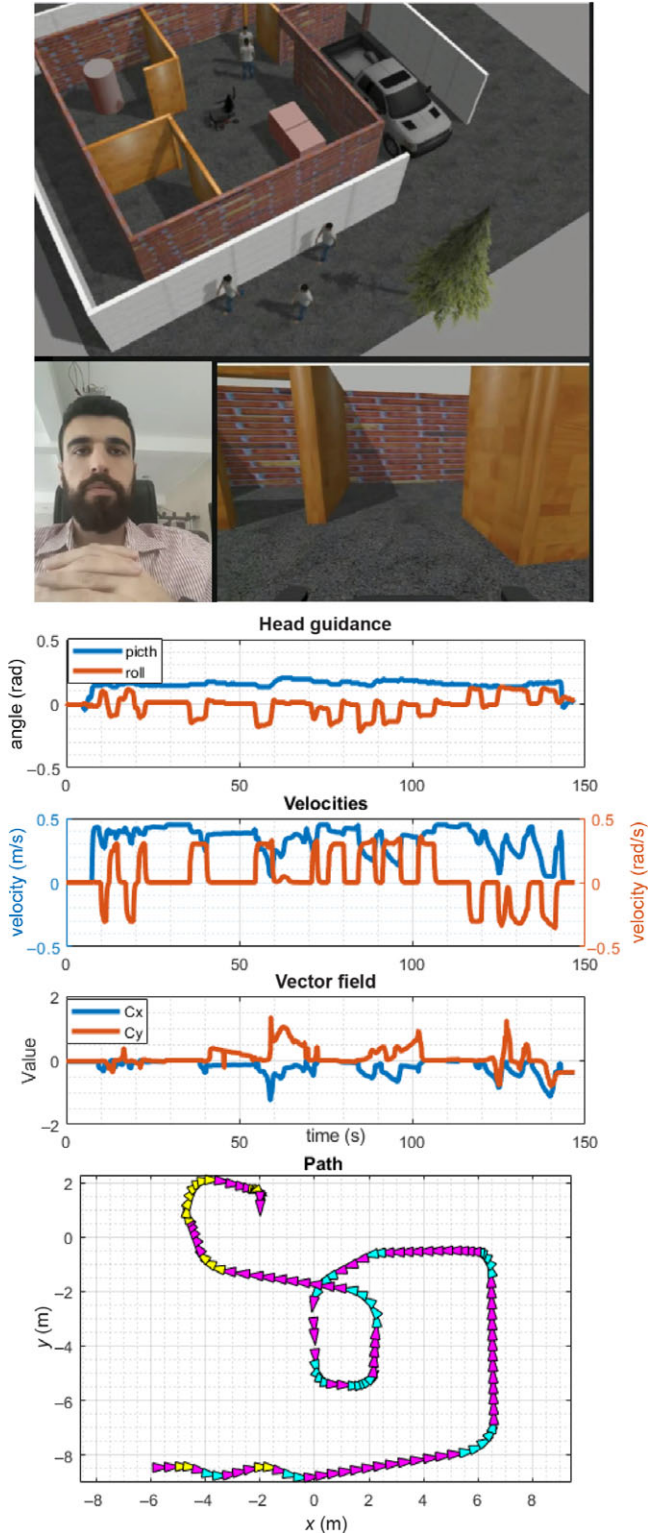 Head guidance
angle (rad)
0.5
0
−0.5
picth
roll
0
50
100
150
Velocities
velocity (m/s)
velocity (rad/s)
0.5
0
−0.5
0.5
0
−0.5
0
50
100
150
Vector field
Value
2
0
−2
Cx
Cy
0
50
100
150
time (s)
Path
y (m)
2
0
−2
−4
−6
−8
−8
−6
−4
−2
0
2
4
6
8
x (m)